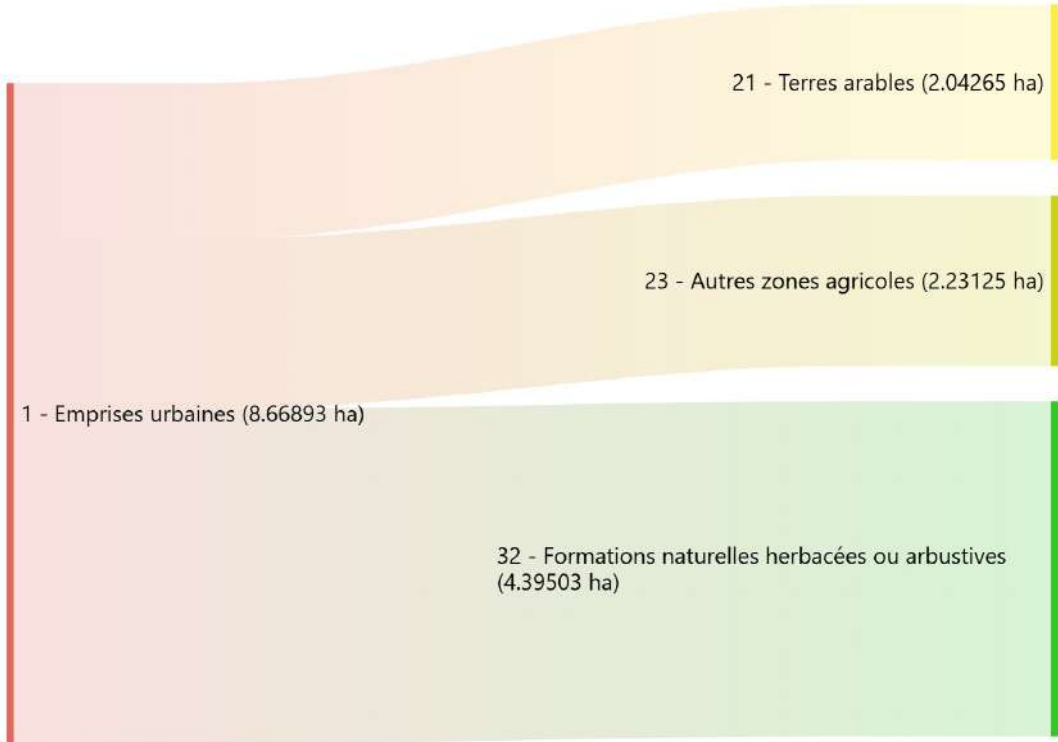 21 - Terres arables (2.04265 ha)
23 - Autres zones agricoles (2.23125 ha)
1 - Emprises urbaines (8.66893 ha)
32 - Formations naturelles herbacées ou arbustives
(4.39503 ha)